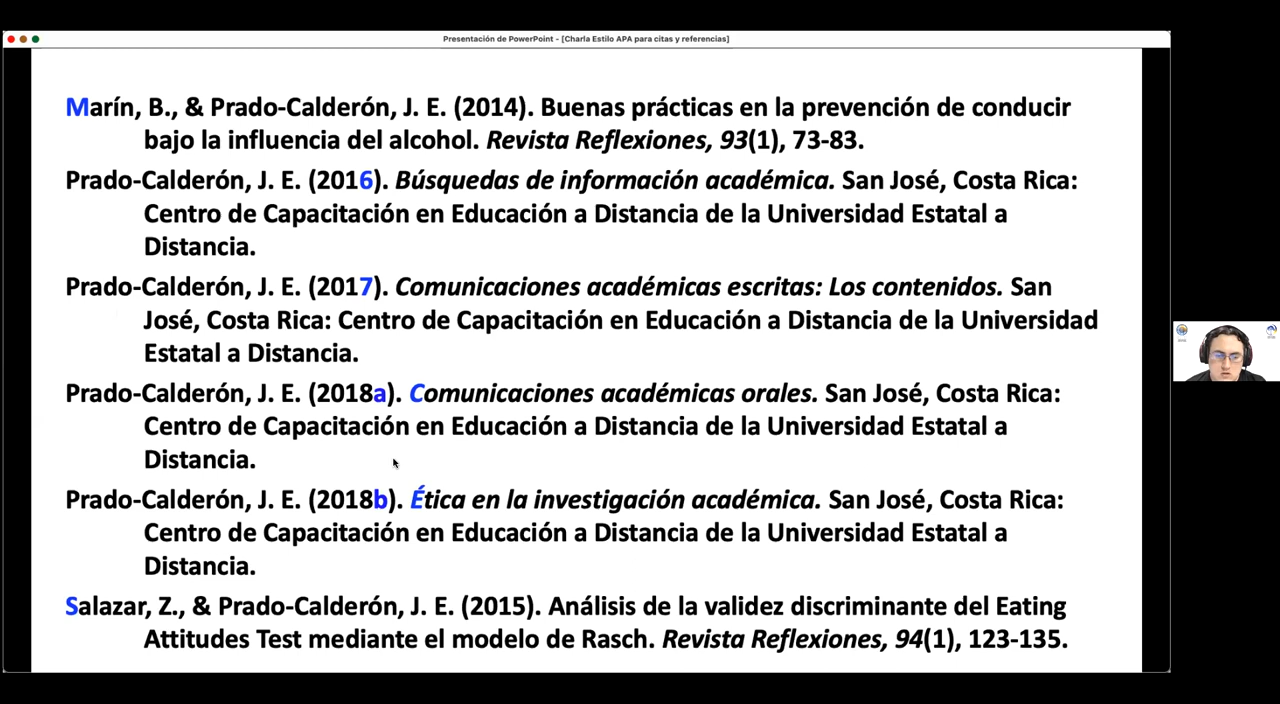 Presentación de PowerPoint - [Charla Estilo APA para citas y referencias]
Marín, B., & Prado-Calderón, J. E. (2014). Buenas prácticas en la prevención de conducir
bajo la influencia del alcohol. Revista Reflexiones, 93(1), 73-83.
Prado-Calderón, J. E. (2016). Búsquedas de información académica. San José, Costa Rica:
Centro de Capacitación en Educación a Distancia de la Universidad Estatal a
Distancia.
Prado-Calderón, J. E. (2017). Comunicaciones académicas escritas: Los contenidos. San
José, Costa Rica: Centro de Capacitación en Educación a Distancia de la Universidad
Estatal a Distancia.
Prado-Calderón, J. E. (2018a). Comunicaciones académicas orales. San José, Costa Rica:
Centro de Capacitación en Educación a Distancia de la Universidad Estatal a
Distancia.
Prado-Calderón, J. E. (2018b). Ética en la investigación académica. San José, Costa Rica:
Centro de Capacitación en Educación a Distancia de la Universidad Estatal a
Distancia.
Salazar, Z., & Prado-Calderón, J. E. (2015). Análisis de la validez discriminante del Eating
Attitudes Test mediante el modelo de Rasch. Revista Reflexiones, 94(1), 123-135.